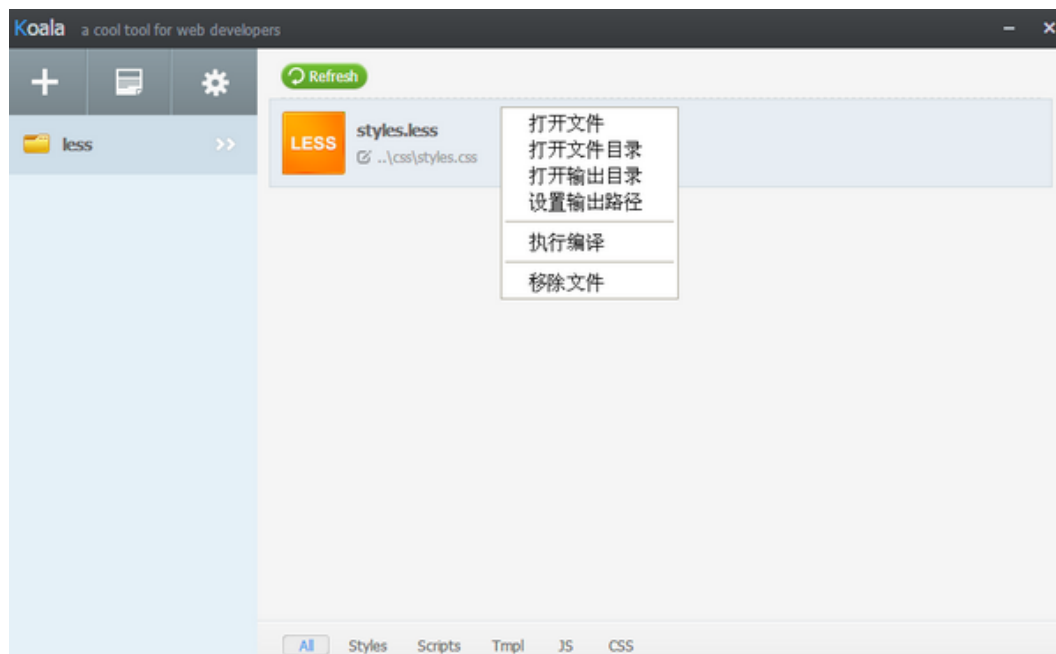 Koala a cool tool for web developers
Refresh
less >>
LESS
styles.less
..\css\styles.css
打开文件
打开文件目录
打开输出目录
设置输出路径
执行编译
移除文件
All Styles Scripts Tmpl JS CSS